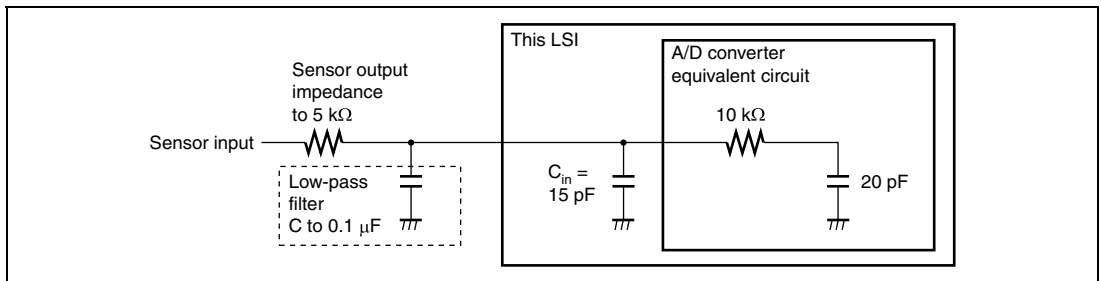 This LSI
A/D converter
equivalent circuit
Sensor output
impedance
to 5 kΩ
10 kΩ
Sensor input
Low-pass
filter
C to 0.1 μF
Cin =
15 pF
20 pF